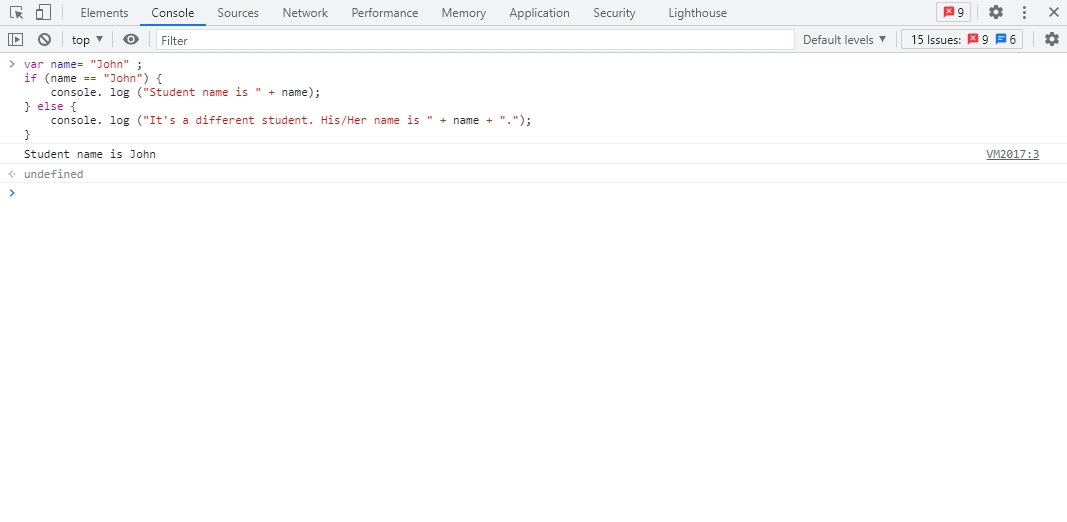 Elements Console Sources Network Performance Memory Application Security Lighthouse 9
top Filter Default levels 15 Issues: 9 6
var name= "John" ;
if (name == "John") {
    console. log ("Student name is " + name);
} else {
    console. log ("It's a different student. His/Her name is " + name + ".");
}
Student name is John VM2017:3
undefined